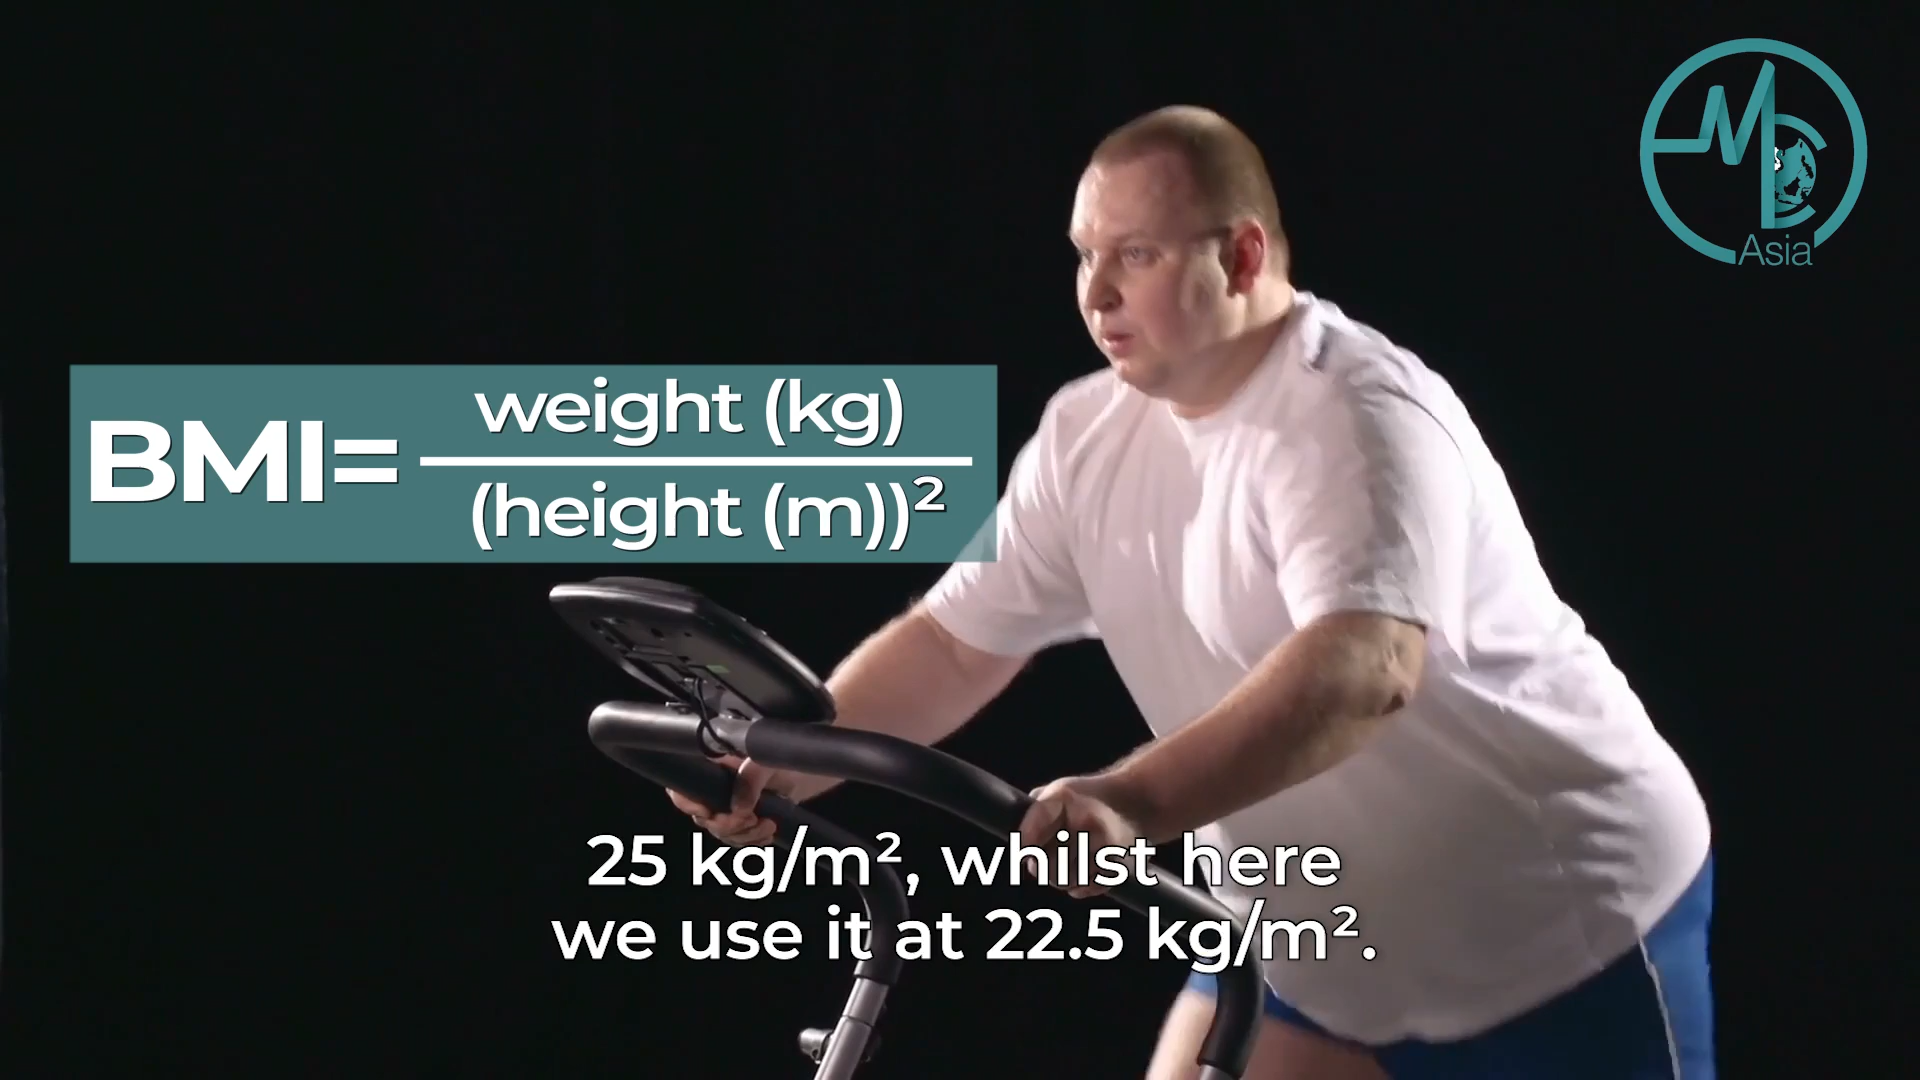 Asia
BMI= weight (kg)
(height (m))²
25 kg/m², whilst here
we use it at 22.5 kg/m².